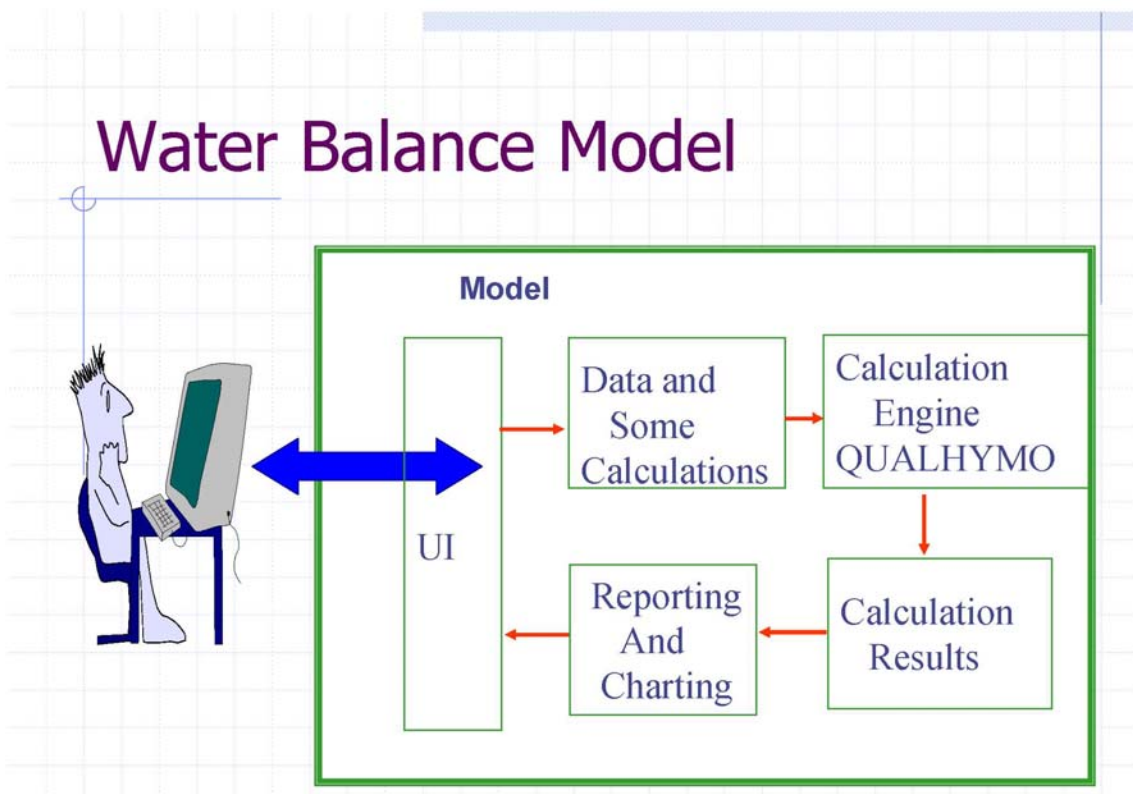 Water Balance Model
Model
UI
Data and
Some
Calculations
Calculation
Engine
QUALHYMO
Calculation
Results
Reporting
And
Charting